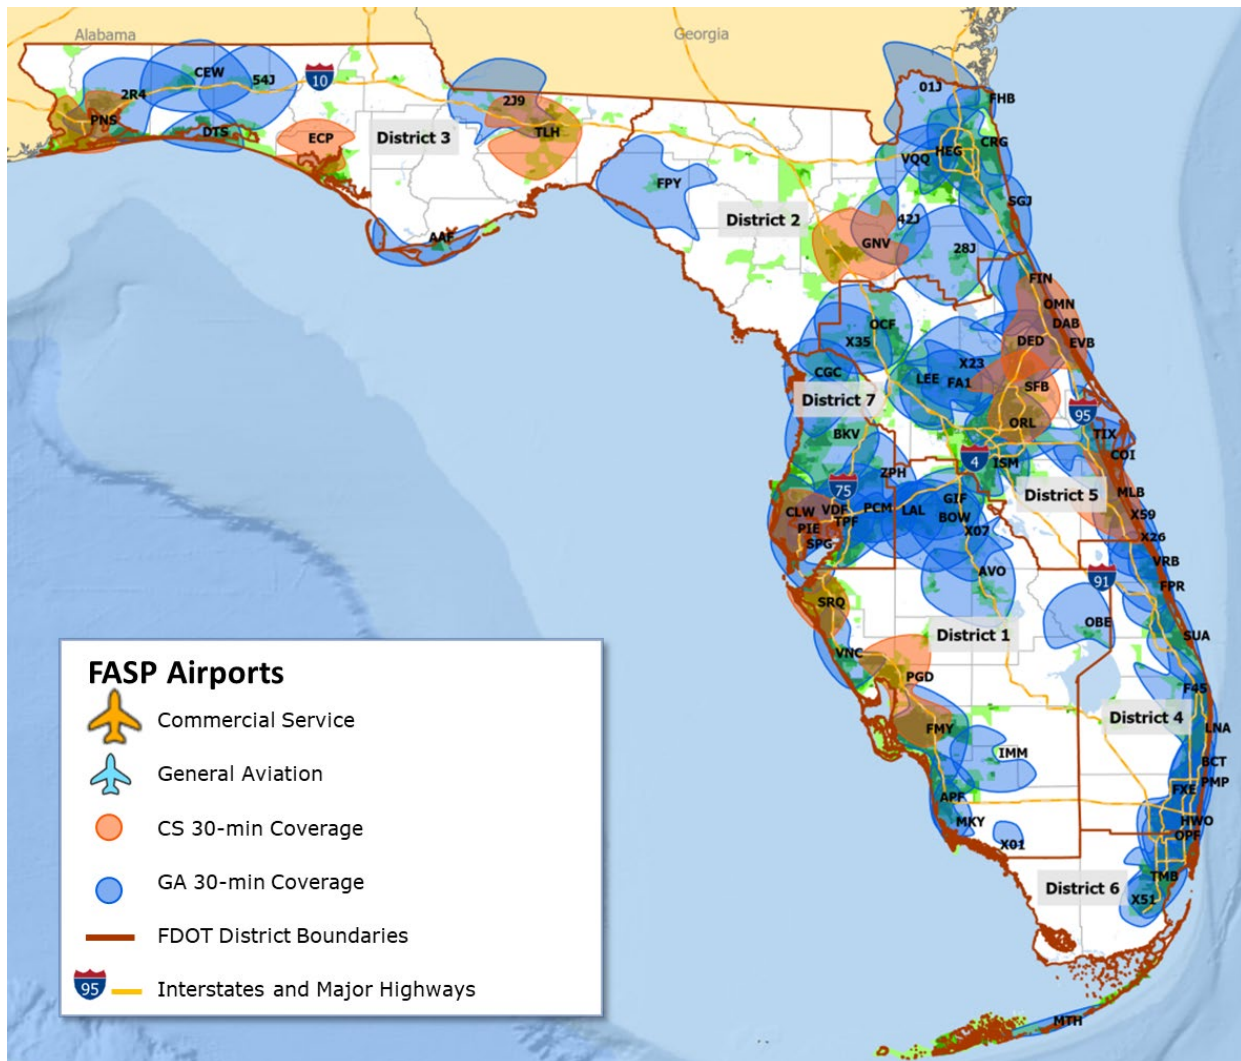 Alabama
Georgia
CEW
54J
10
2R4
PNS
DTS
ECP
District 3
2J9
TLH
01J
FHB
VQQ
HEG
CRG
FPY
AAF
District 2
42J
GNV
SGJ
28J
FIN
OMN
DAB
DED
EVB
OCF
X35
X23
LEE
FA1
SFB
CGC
District 7
ORL
95
BKV
TIX
COI
4
ISM
ZPH
75
District 5
MLB
CLW
VDF
PCM
LAL
GIF
BOW
X59
PIE
TPF
X07
X26
SPG
VRB
AVO
91
FPR
SRQ
OBE
District 1
SUA
VNC
PGD
F45
District 4
FMY
LNA
IMM
BCT
PMP
APF
FXE
MKY
HWO
X01
OPF
TMB
District 6
X51
MTH
FASP Airports
Commercial Service
General Aviation
CS 30-min Coverage
GA 30-min Coverage
FDOT District Boundaries
95
Interstates and Major Highways